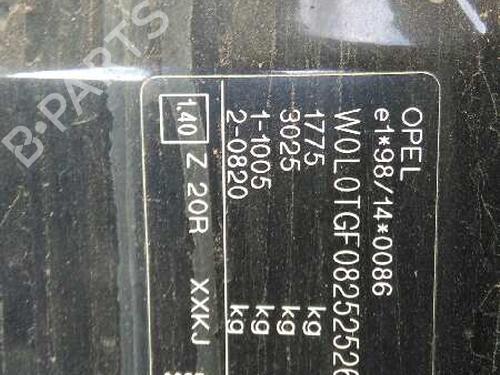 OPEL
e1*98/14*0086
W0L0TGF08252526
1775 kg
3025 kg
1-1005 kg
2-0820 kg
1.40 Z 20R XXKJ
B-PARTS